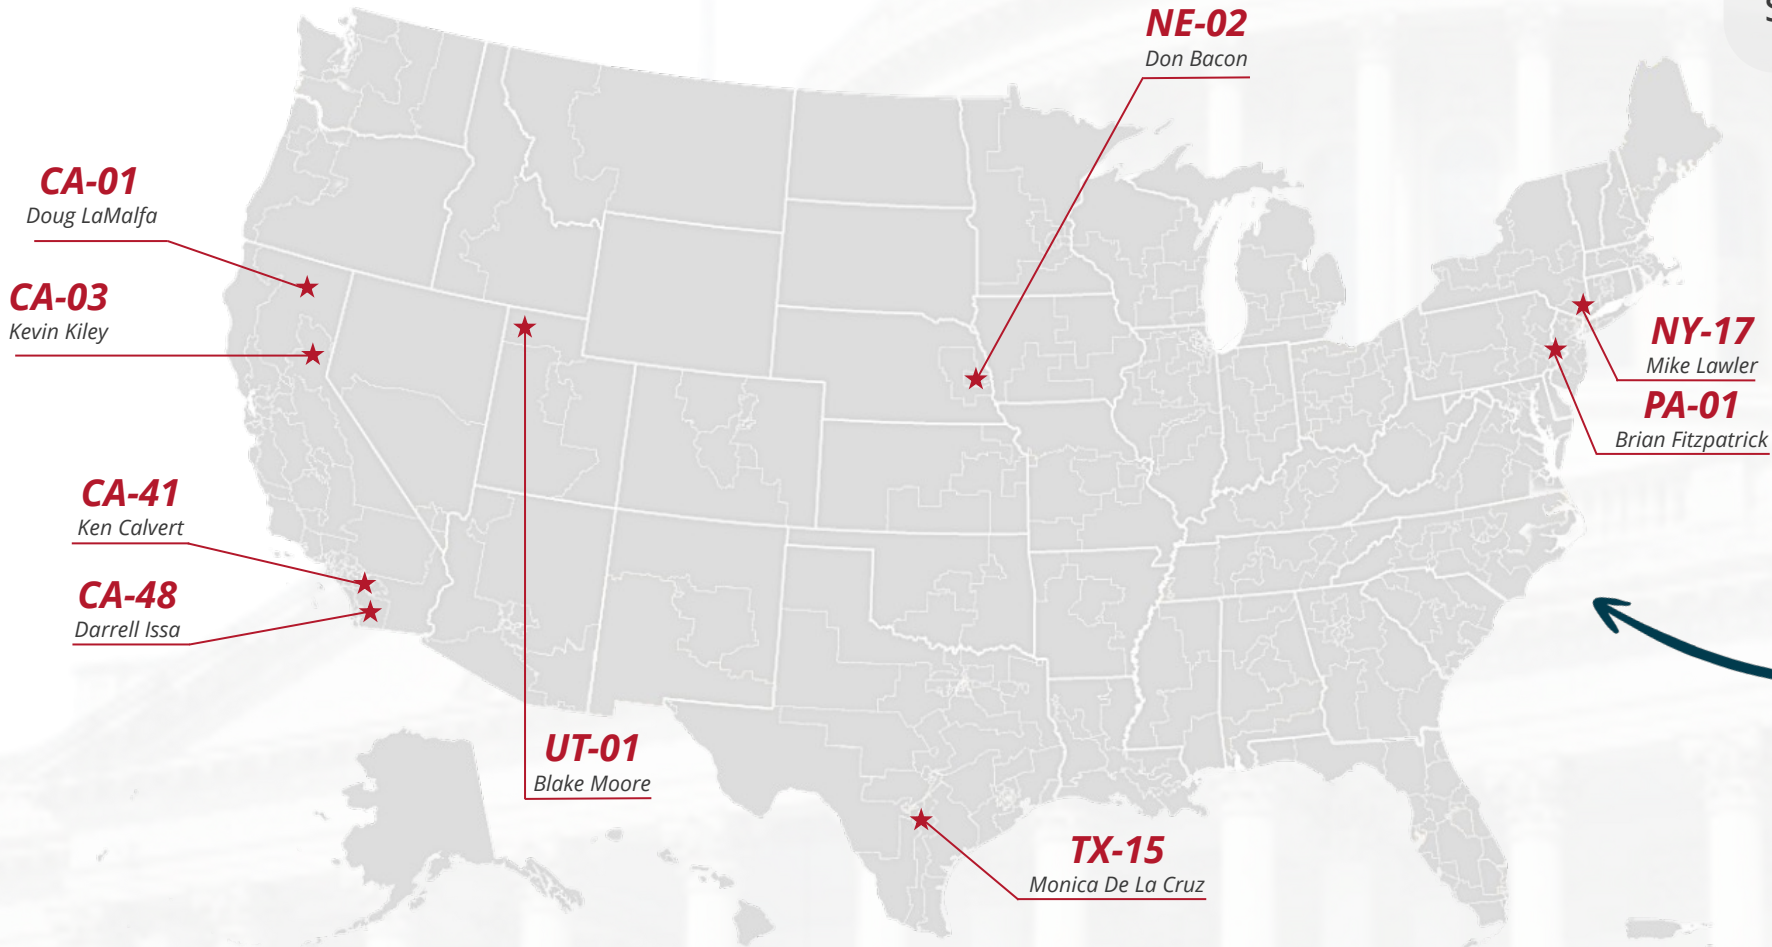 NE-02
Don Bacon
CA-01
Doug LaMalfa
CA-03
Kevin Kiley
NY-17
Mike Lawler
PA-01
Brian Fitzpatrick
CA-41
Ken Calvert
CA-48
Darrell Issa
UT-01
Blake Moore
TX-15
Monica De La Cruz